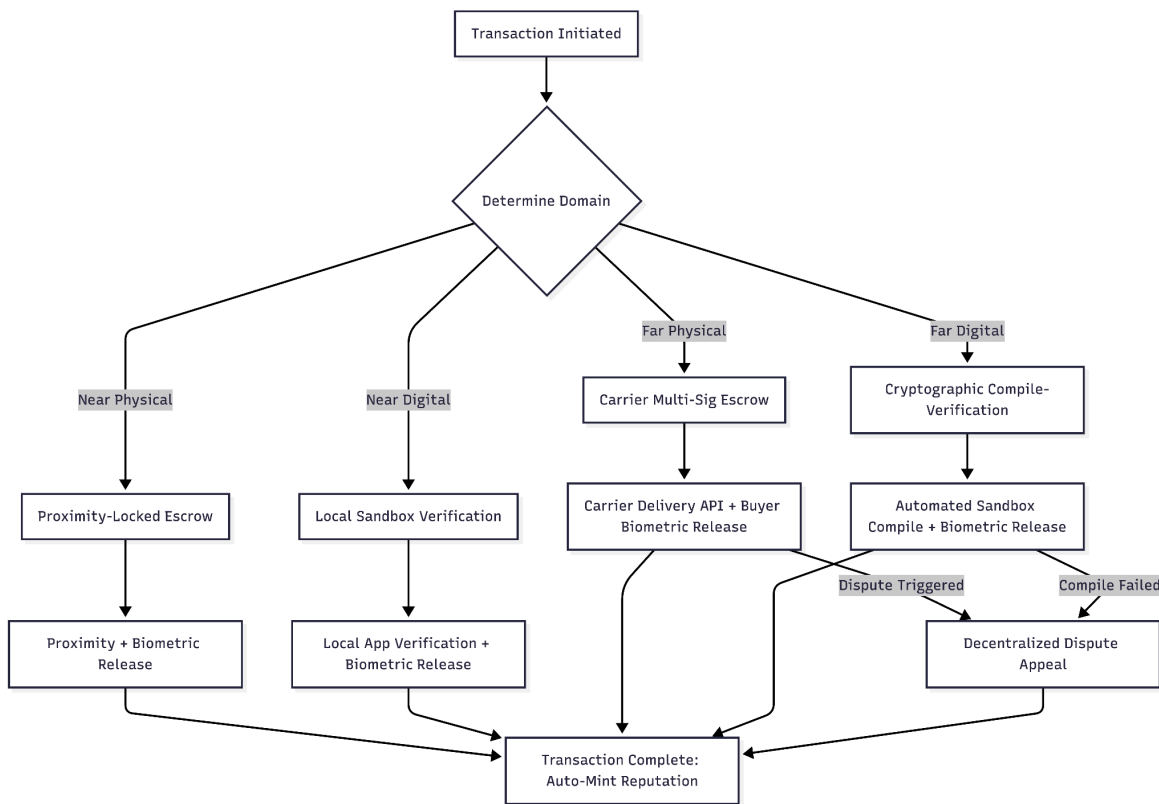 Transaction Initiated
Determine Domain
Far Physical
Far Digital
Near Physical
Near Digital
Carrier Multi-Sig Escrow
Cryptographic Compile-
Verification
Proximity-Locked Escrow
Local Sandbox Verification
Carrier Delivery API + Buyer
Biometric Release
Automated Sandbox
Compile + Biometric Release
Dispute Triggered
Compile Failed
Proximity + Biometric
Release
Local App Verification +
Biometric Release
Decentralized Dispute
Appeal
Transaction Complete:
Auto-Mint Reputation